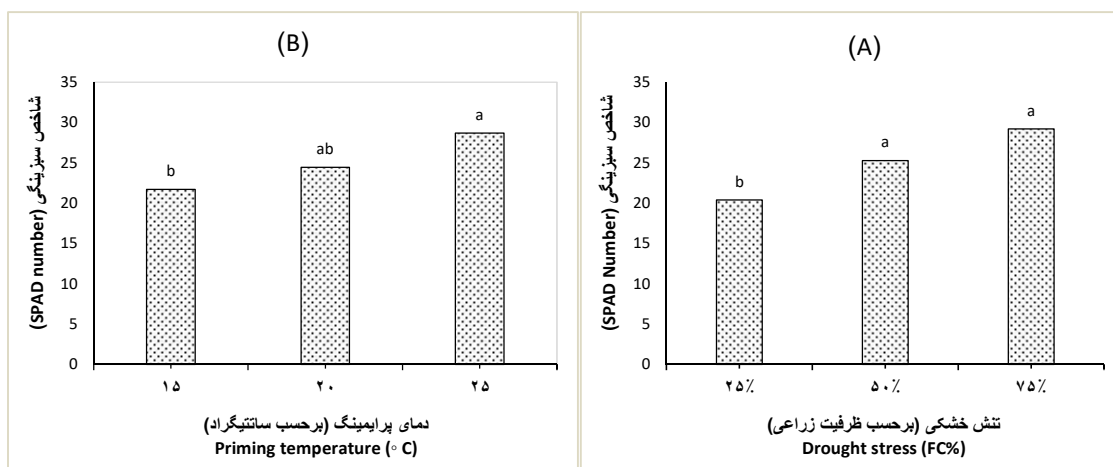 (B)
شاخص سبزینگی (SPAD number)
35
30
25
20
15
10
5
0
b
ab
a
۱۵
۲۰
۲۵
دمای پرایمینگ (برحسب سانتیگراد)
Priming temperature (◦ C)
(A)
شاخص سبزینگی (SPAD Number)
35
30
25
20
15
10
5
0
b
a
a
۲۵٪
۵۰٪
۷۵٪
تنش خشکی (برحسب ظرفیت زراعی)
Drought stress (FC%)